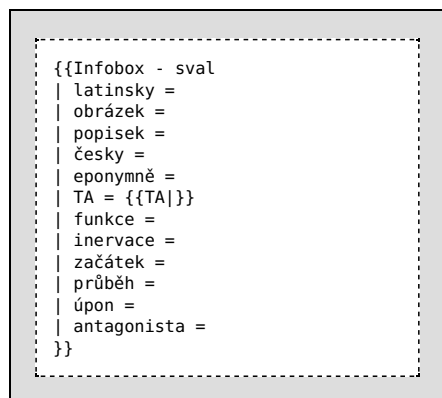 {{Infobox - sval
| latinsky =
| obrázek =
| popisek =
| česky =
| eponymně =
| TA = {{TA|}}
| funkce =
| inervace =
| začátek =
| průběh =
| úpon =
| antagonista =
}}